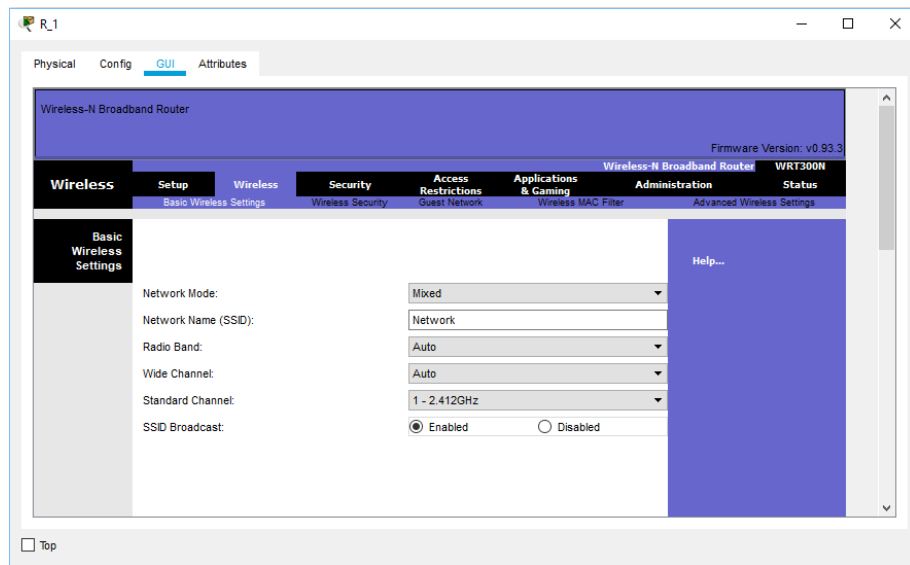 R_1
Physical Config GUI Attributes
Wireless-N Broadband Router
Firmware Version: v0.93.3
Wireless-N Broadband Router WRT300N
Wireless Setup Wireless Security Access Restrictions Applications & Gaming Administration Status
Basic Wireless Settings Wireless Security Guest Network Wireless MAC Filter Advanced Wireless Settings
Basic
Wireless
Settings
Help...
Network Mode: Mixed
Network Name (SSID): Network
Radio Band: Auto
Wide Channel: Auto
Standard Channel: 1 - 2.412GHz
SSID Broadcast: Enabled Disabled
Top